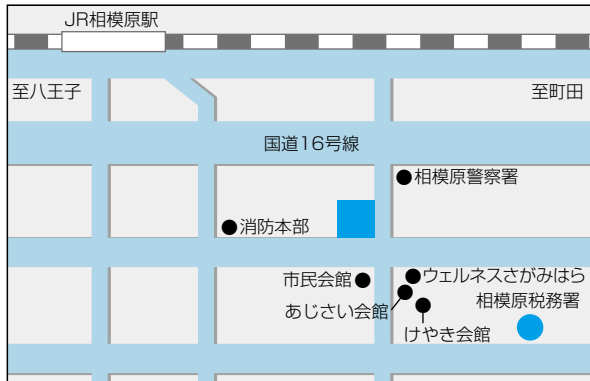 JR相模原駅
至八王子
至町田
国道16号線
相模原警察署
消防本部
市民会館
ウェルネスさがみはら
あじさい会館
相模原税務署
けやき会館